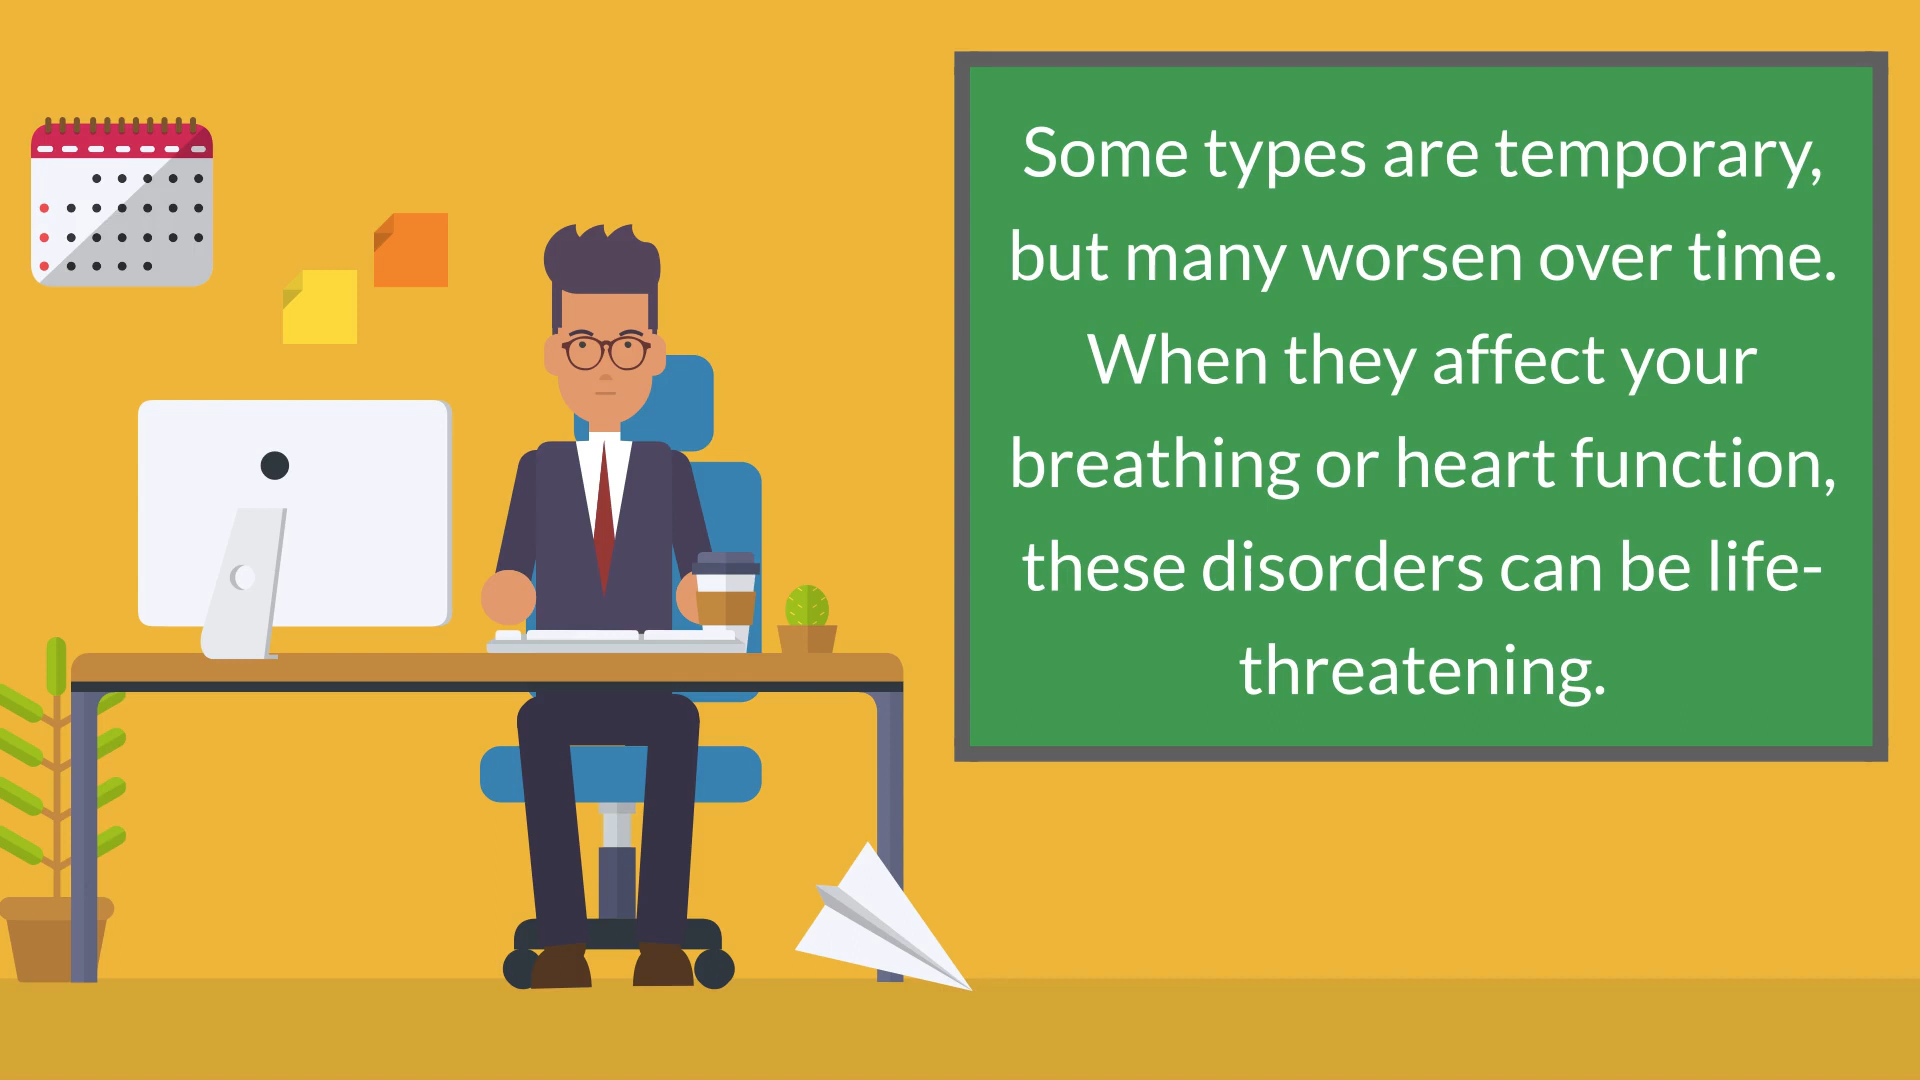 Some types are temporary,
but many worsen over time.
When they affect your
breathing or heart function,
these disorders can be life-
threatening.